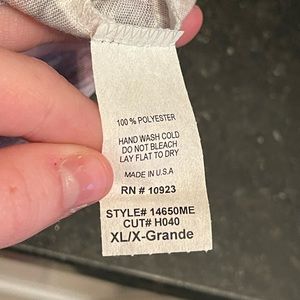 100% POLYESTER
HAND WASH COLD
DO NOT BLEACH
LAY FLAT TO DRY
MADE IN U.S.A
RN # 10923
STYLE# 14650ME
CUT# H040
XL/X-Grande